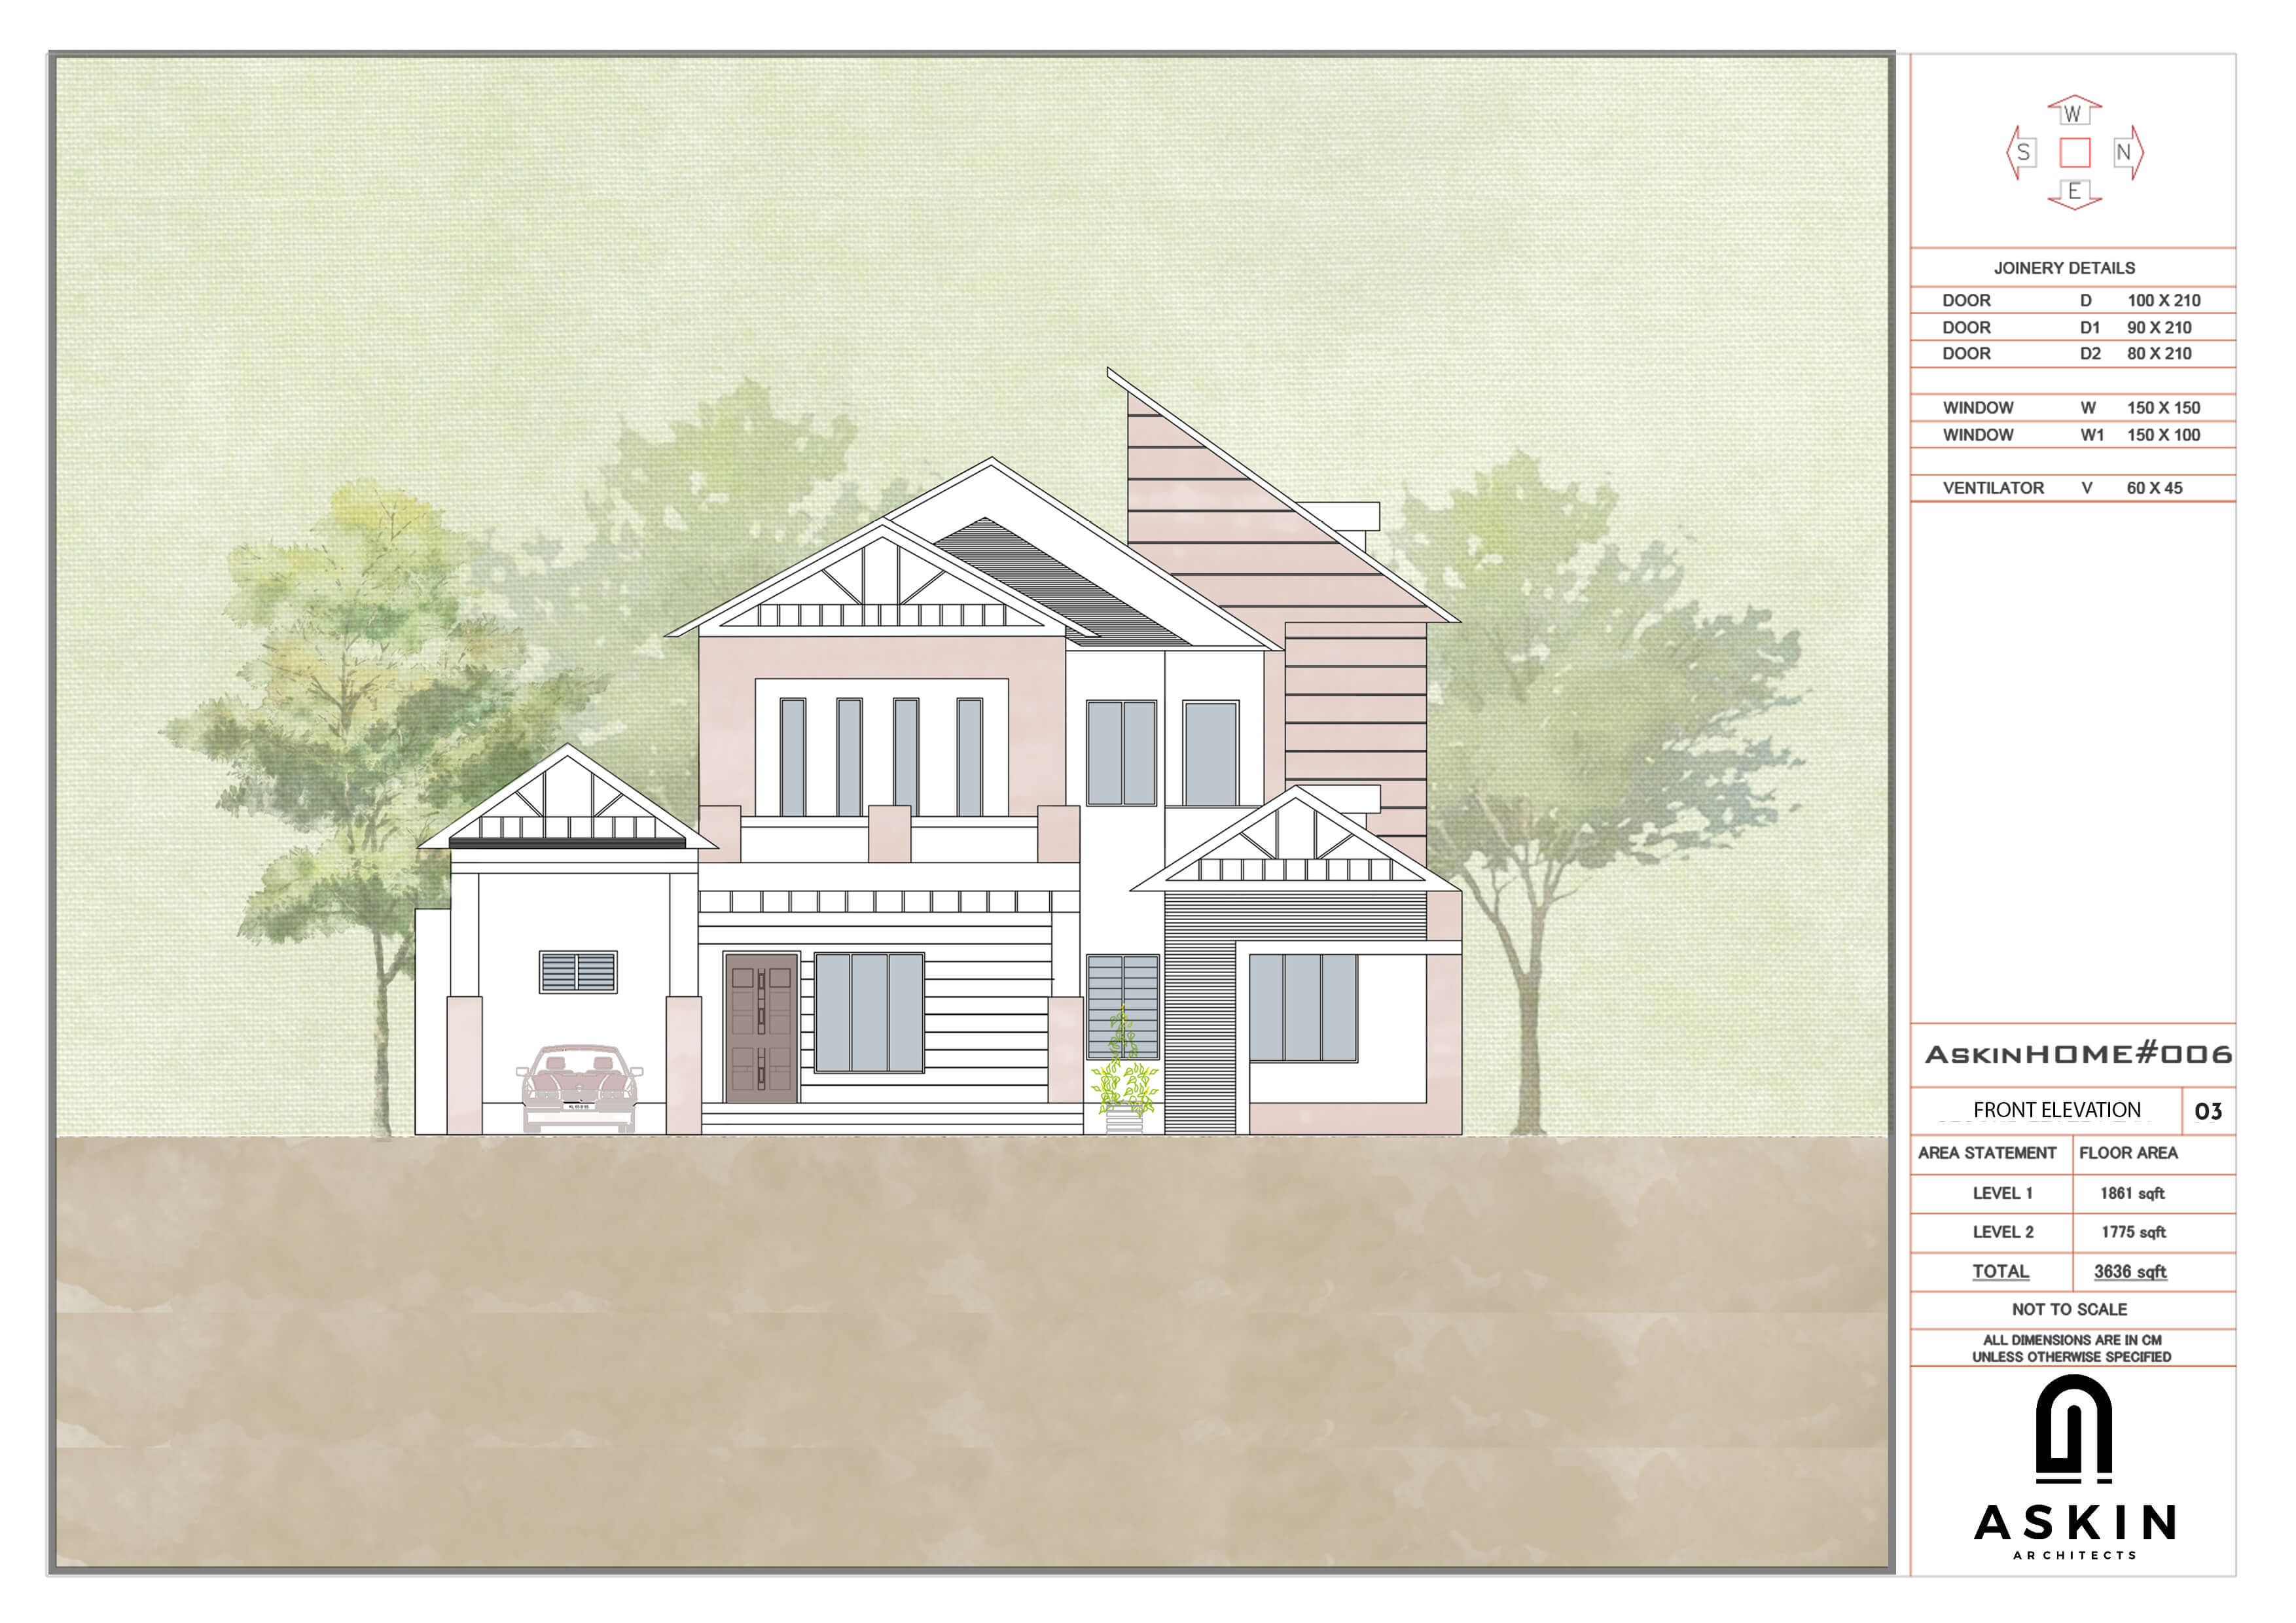 W
S N
E
JOINERY DETAILS
DOOR D 100 X 210
DOOR D1 90 X 210
DOOR D2 80 X 210
WINDOW W 150 X 150
WINDOW W1 150 X 100
VENTILATOR V 60 X 45
AskinHOME#006
FRONT ELEVATION 03
AREA STATEMENT FLOOR AREA
LEVEL 1 1861 sqft
LEVEL 2 1775 sqft
TOTAL 3636 sqft
NOT TO SCALE
ALL DIMENSIONS ARE IN CM
UNLESS OTHERWISE SPECIFIED
ASKIN
ARCHITECTS